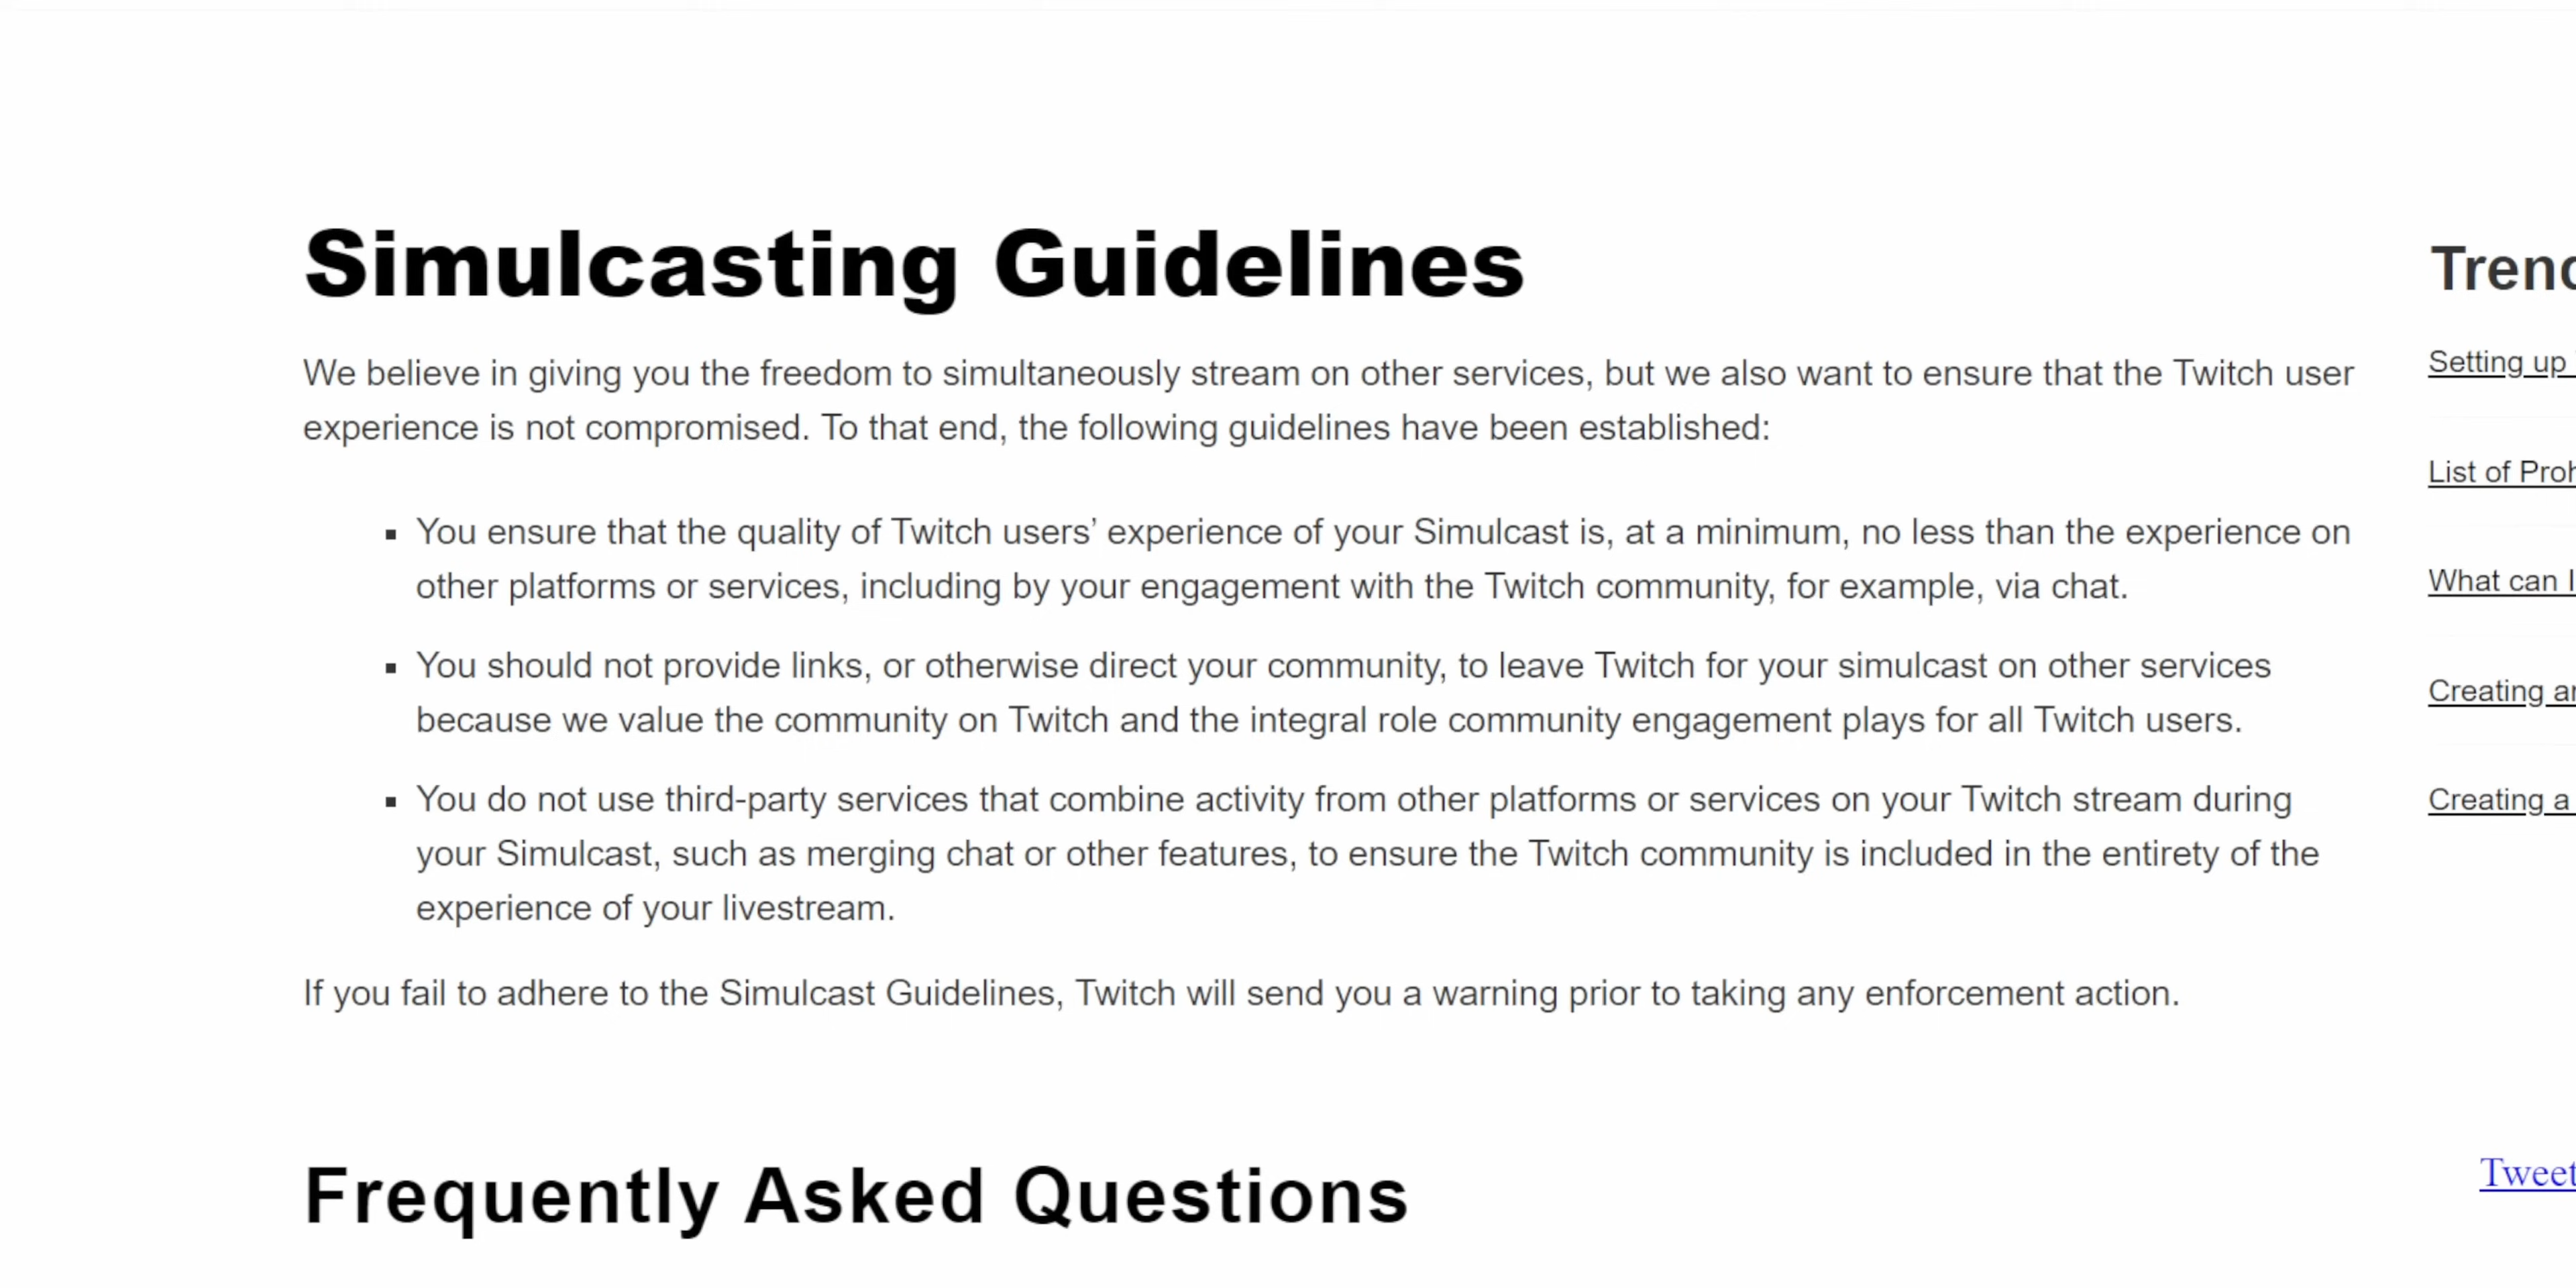 Simulcasting Guidelines
We believe in giving you the freedom to simultaneously stream on other services, but we also want to ensure that the Twitch user
experience is not compromised. To that end, the following guidelines have been established:
▪ You ensure that the quality of Twitch users’ experience of your Simulcast is, at a minimum, no less than the experience on
other platforms or services, including by your engagement with the Twitch community, for example, via chat.
▪ You should not provide links, or otherwise direct your community, to leave Twitch for your simulcast on other services
because we value the community on Twitch and the integral role community engagement plays for all Twitch users.
▪ You do not use third-party services that combine activity from other platforms or services on your Twitch stream during
your Simulcast, such as merging chat or other features, to ensure the Twitch community is included in the entirety of the
experience of your livestream.
If you fail to adhere to the Simulcast Guidelines, Twitch will send you a warning prior to taking any enforcement action.
Frequently Asked Questions
Setting up
List of
What can I
Creating
Creating a
Tweet